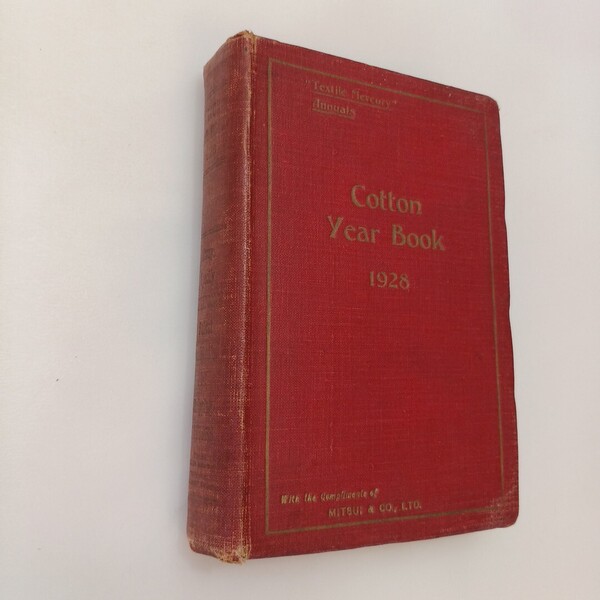 "Textile Mercury"
Annuals
Cotton
Year Book
1928
With the Compliments of
MITSUI & CO., LTD.